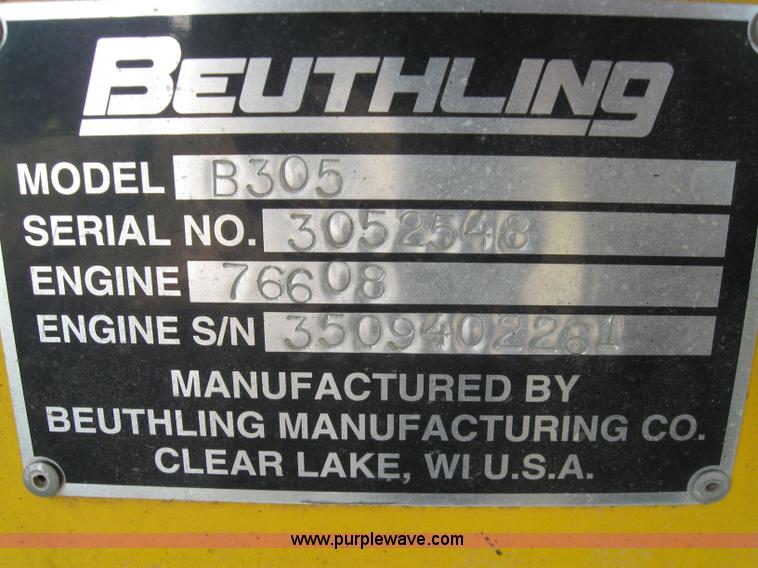 BEUTHLING
MODEL B305
SERIAL NO. 3052548
ENGINE 76608
ENGINE S/N 3509402261
MANUFACTURED BY
BEUTHLING MANUFACTURING CO.
CLEAR LAKE, WI U.S.A.
www.purplewave.com